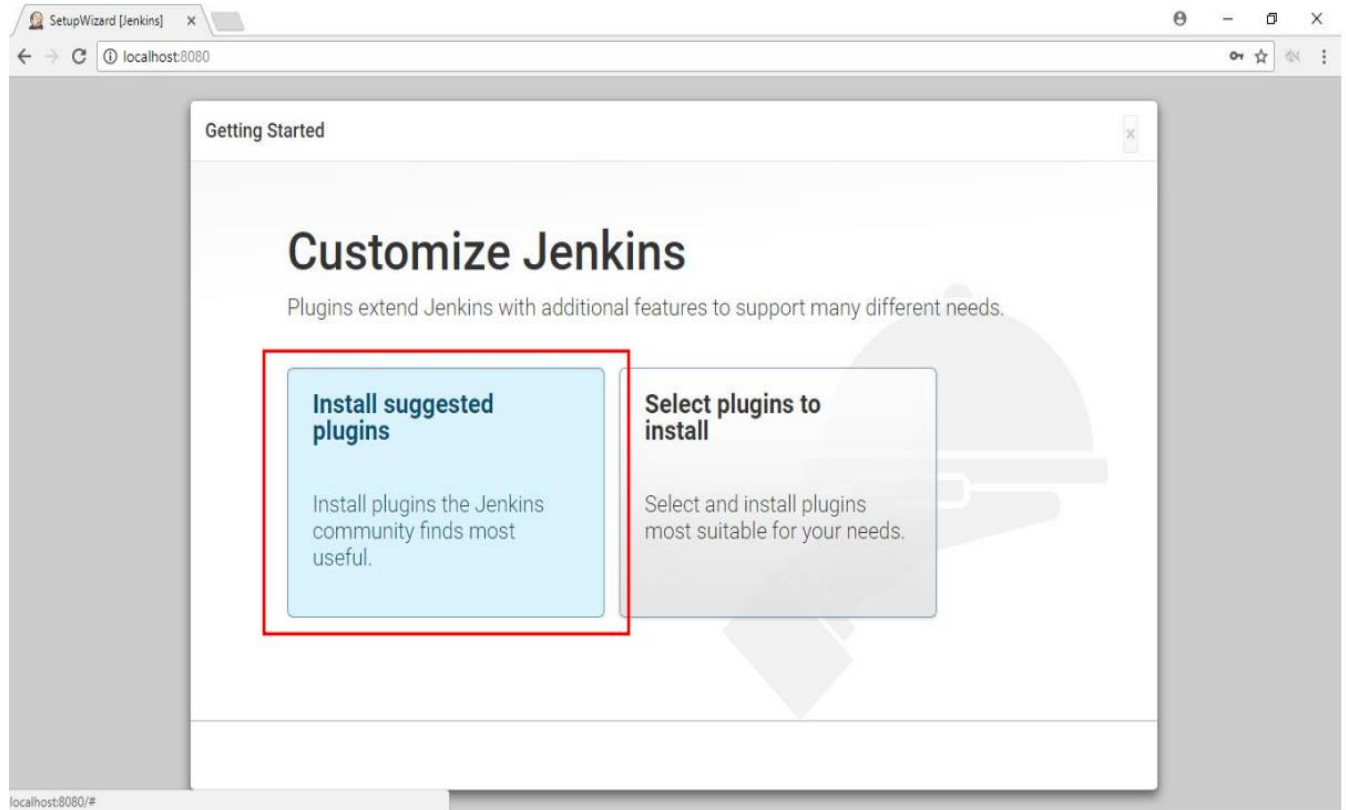 SetupWizard [Jenkins]
localhost:8080
Getting Started
Customize Jenkins
Plugins extend Jenkins with additional features to support many different needs.
Install suggested
plugins
Install plugins the Jenkins
community finds most
useful.
Select plugins to
install
Select and install plugins
most suitable for your needs.
localhost:8080/#